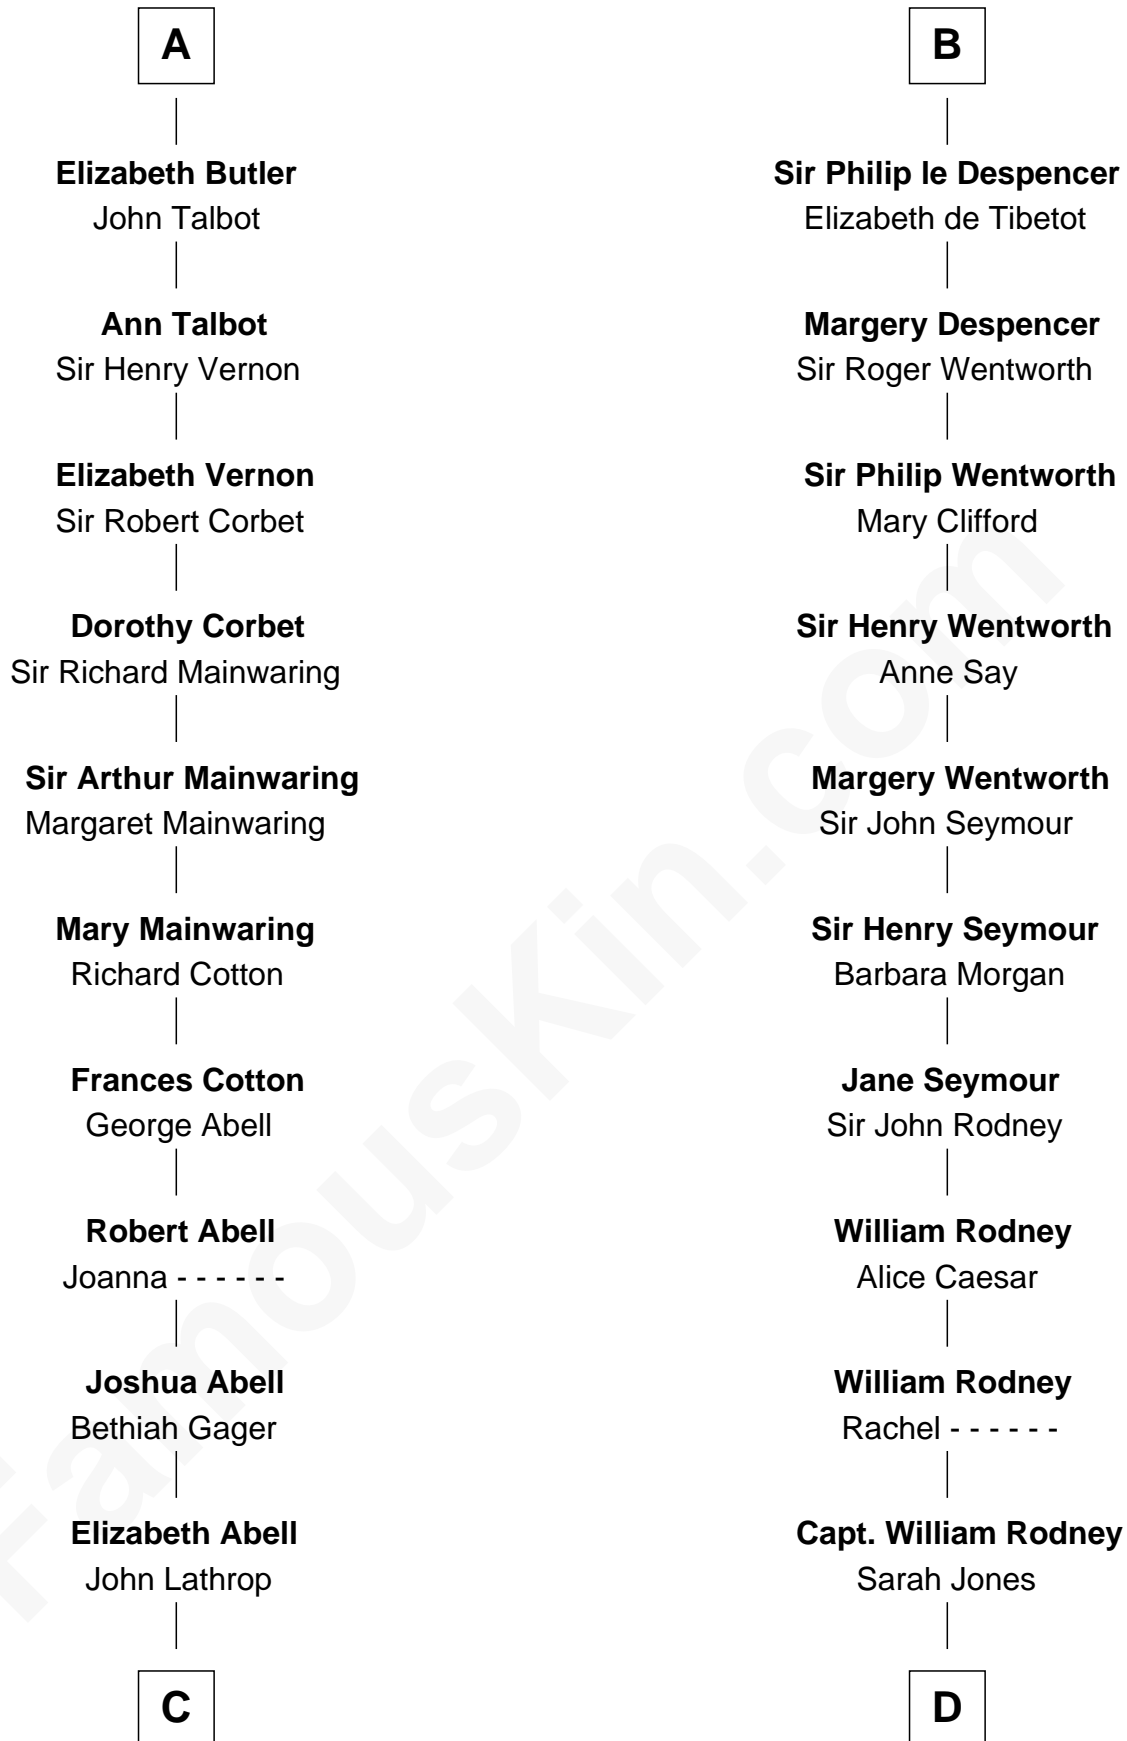 A
Elizabeth Butler
John Talbot
Ann Talbot
Sir Henry Vernon
Elizabeth Vernon
Sir Robert Corbet
Dorothy Corbet
Sir Richard Mainwaring
Sir Arthur Mainwaring
Margaret Mainwaring
Mary Mainwaring
Richard Cotton
Frances Cotton
George Abell
Robert Abell
Joanna - - - - - -
Joshua Abell
Bethiah Gager
Elizabeth Abell
John Lathrop
C
B
Sir Philip le Despencer
Elizabeth de Tibetot
Margery Despencer
Sir Roger Wentworth
Sir Philip Wentworth
Mary Clifford
Sir Henry Wentworth
Anne Say
Margery Wentworth
Sir John Seymour
Sir Henry Seymour
Barbara Morgan
Jane Seymour
Sir John Rodney
William Rodney
Alice Caesar
William Rodney
Rachel - - - - - -
Capt. William Rodney
Sarah Jones
D
FamousKin.com